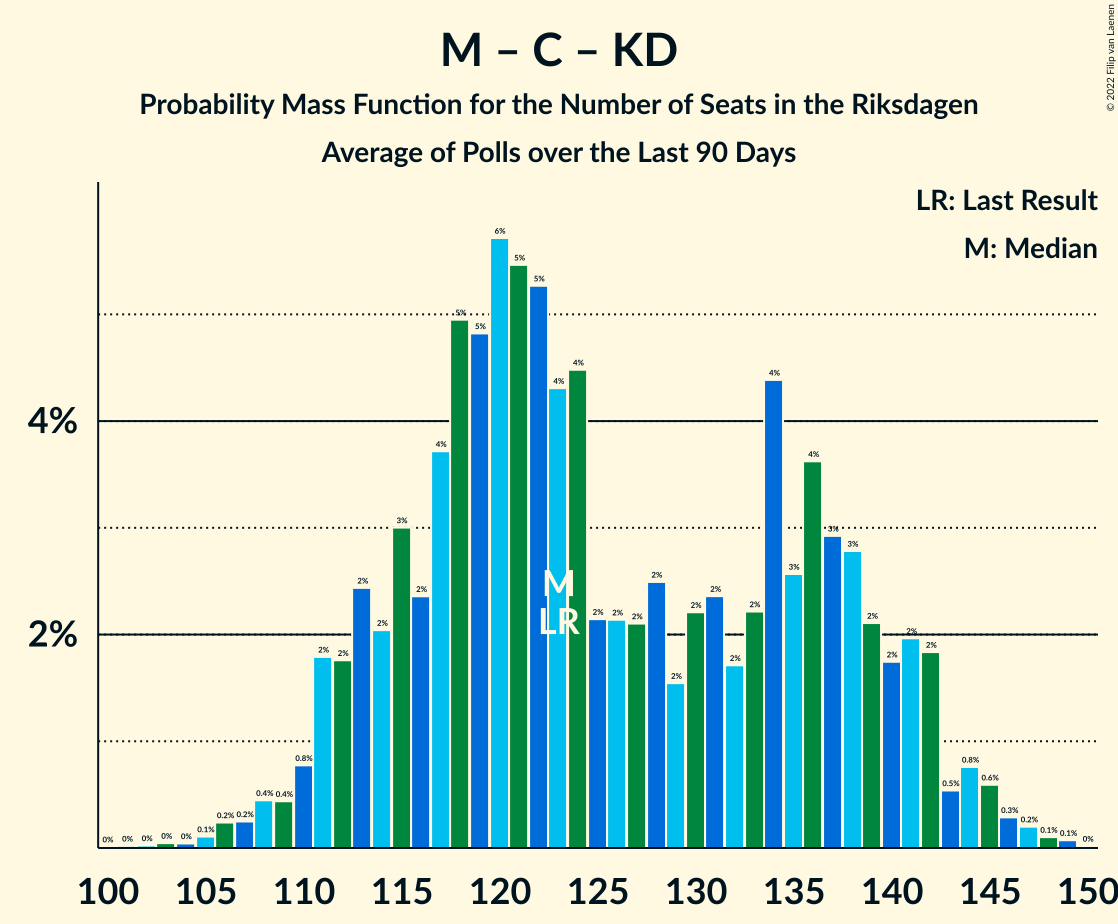 © 2022 Filip van Laenen
M – C – KD
Probability Mass Function for the Number of Seats in the Riksdagen
Average of Polls over the Last 90 Days
LR: Last Result
M: Median
4%
2%
0% 0% 0% 0% 0% 0.1% 0.2% 0.2% 0.4% 0.4% 0.8% 2% 2% 2% 2% 3% 2% 4% 5% 5% 6% 5% 5% 4% 4% 2% 2% 2% 2% 2% 2% 2% 2% 2% 4% 3% 4% 3% 3% 2% 2% 2% 2% 0.5% 0.8% 0.6% 0.3% 0.2% 0.1% 0.1% 0%
M
LR
100 105 110 115 120 125 130 135 140 145 150